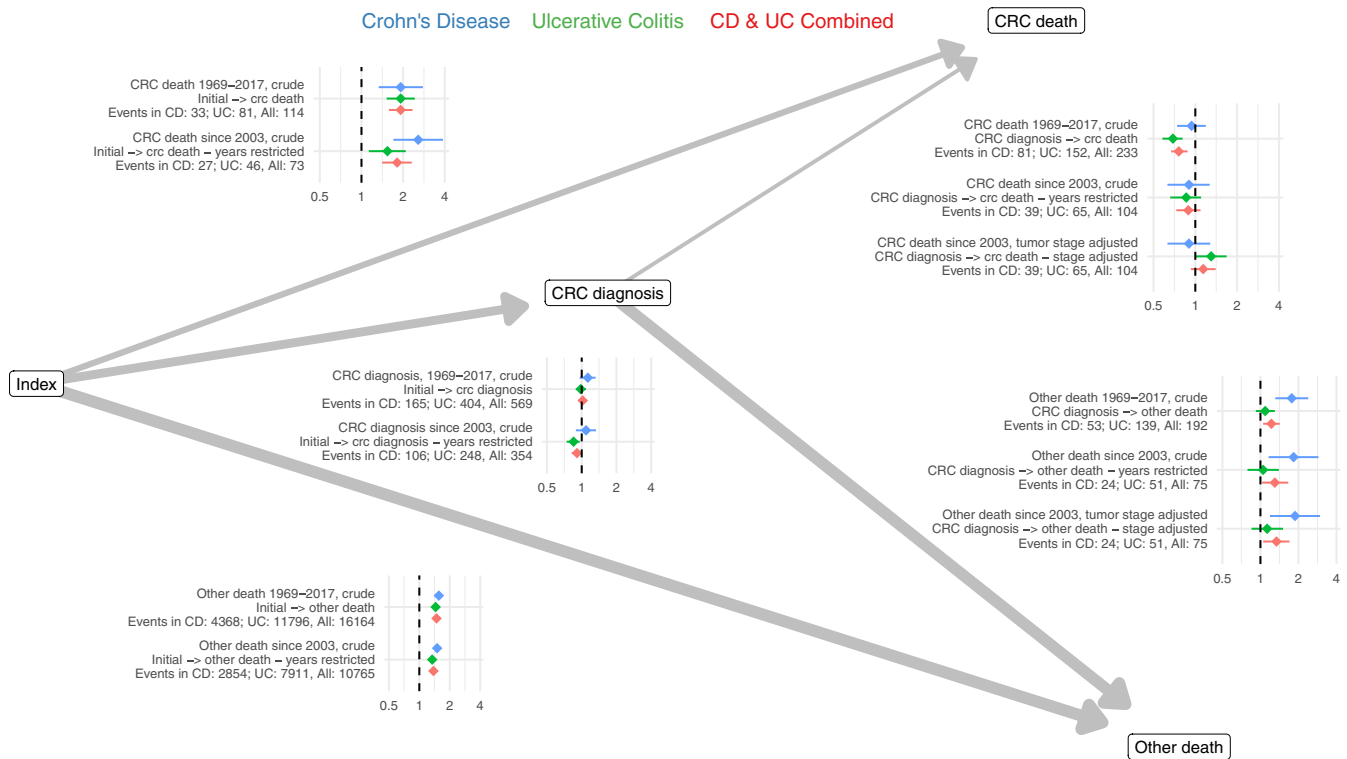 Crohn's Disease Ulcerative Colitis CD & UC Combined
CRC death
CRC death 1969–2017, crude
Initial –> crc death
Events in CD: 33; UC: 81, All: 114
CRC death since 2003, crude
Initial –> crc death – years restricted
Events in CD: 27; UC: 46, All: 73
0.5 1 2 4
CRC death 1969–2017, crude
CRC diagnosis –> crc death
Events in CD: 81; UC: 152, All: 233
CRC death since 2003, crude
CRC diagnosis –> crc death – years restricted
Events in CD: 39; UC: 65, All: 104
CRC death since 2003, tumor stage adjusted
CRC diagnosis –> crc death – stage adjusted
Events in CD: 39; UC: 65, All: 104
0.5 1 2 4
CRC diagnosis
Index
CRC diagnosis, 1969–2017, crude
Initial –> crc diagnosis
Events in CD: 165; UC: 404, All: 569
CRC diagnosis since 2003, crude
Initial –> crc diagnosis – years restricted
Events in CD: 106; UC: 248, All: 354
0.5 1 2 4
Other death 1969–2017, crude
CRC diagnosis –> other death
Events in CD: 53; UC: 139, All: 192
Other death since 2003, crude
CRC diagnosis –> other death – years restricted
Events in CD: 24; UC: 51, All: 75
Other death since 2003, tumor stage adjusted
CRC diagnosis –> other death – stage adjusted
Events in CD: 24; UC: 51, All: 75
0.5 1 2 4
Other death 1969–2017, crude
Initial –> other death
Events in CD: 4368; UC: 11796, All: 16164
Other death since 2003, crude
Initial –> other death – years restricted
Events in CD: 2854; UC: 7911, All: 10765
0.5 1 2 4
Other death